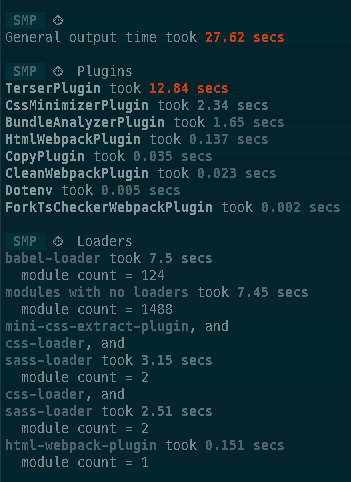 SMP ⏱
General output time took 27.62 secs
SMP ⏱ Plugins
TerserPlugin took 12.84 secs
CssMinimizerPlugin took 2.34 secs
BundleAnalyzerPlugin took 1.65 secs
HtmlWebpackPlugin took 0.137 secs
CopyPlugin took 0.035 secs
CleanWebpackPlugin took 0.023 secs
Dotenv took 0.005 secs
ForkTsCheckerWebpackPlugin took 0.002 secs
SMP ⏱ Loaders
babel-loader took 7.5 secs
module count = 124
modules with no loaders took 7.45 secs
module count = 1488
mini-css-extract-plugin, and
css-loader, and
sass-loader took 3.15 secs
module count = 2
css-loader, and
sass-loader took 2.51 secs
module count = 2
html-webpack-plugin took 0.151 secs
module count = 1